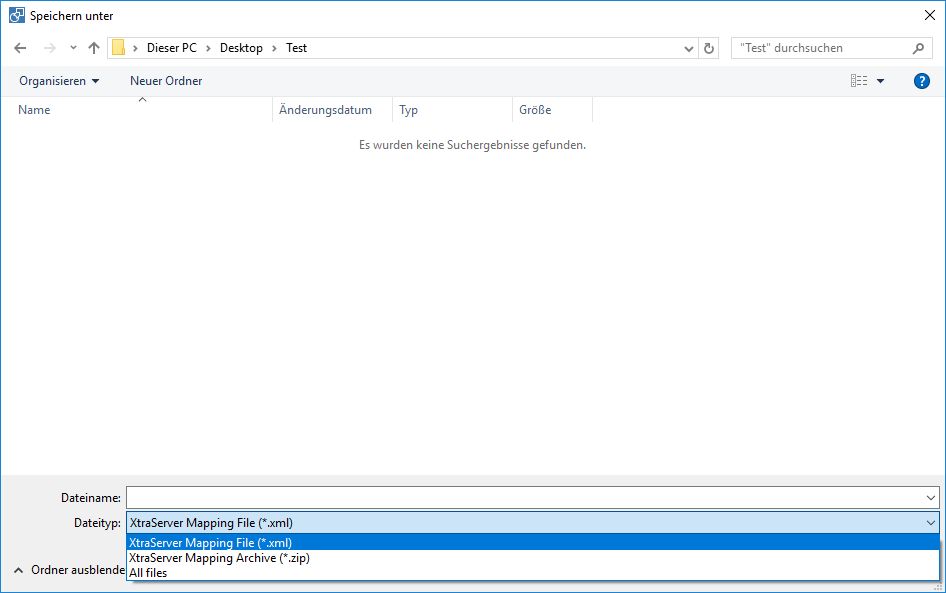 Speichern unter
Dieser PC > Desktop > Test
"Test" durchsuchen
Organisieren
Neuer Ordner
?
Name
Änderungsdatum
Typ
Größe
Es wurden keine Suchergebnisse gefunden.
Dateiname:
Dateityp:
XtraServer Mapping File (*.xml)
XtraServer Mapping File (*.xml)
XtraServer Mapping Archive (*.zip)
All files
Ordner ausblende